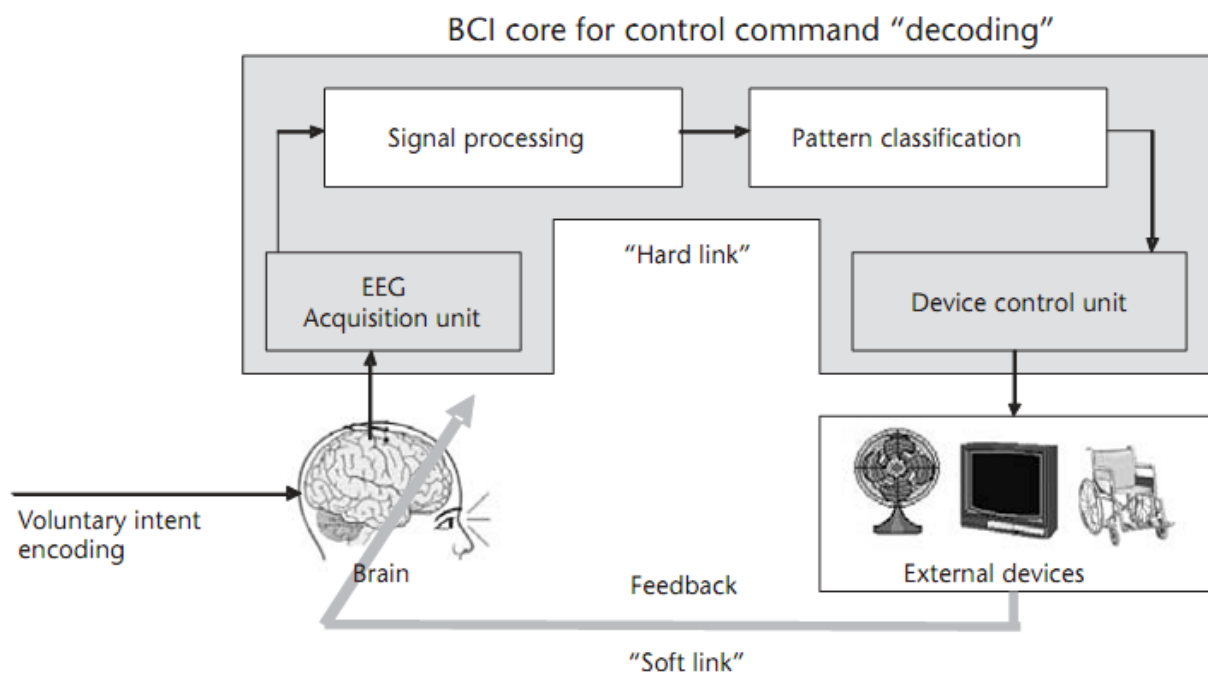 BCI core for control command “decoding”
Signal processing
Pattern classification
“Hard link”
EEG
Acquisition unit
Device control unit
Voluntary intent
encoding
Brain
External devices
Feedback
“Soft link”